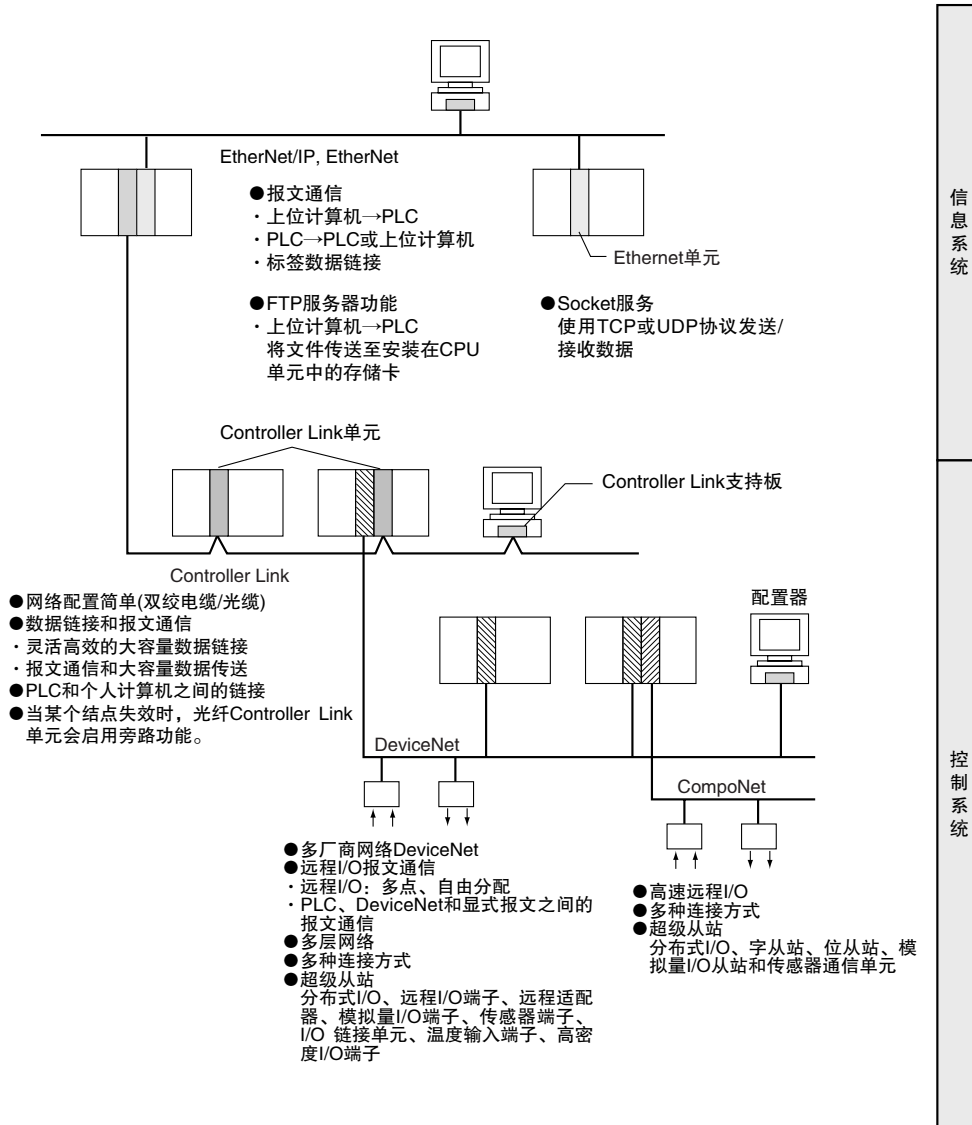 EtherNet/IP, EtherNet
●报文通信
・上位计算机→PLC
・PLC→PLC或上位计算机
・标签数据链接
Ethernet单元
●FTP服务器功能
・上位计算机→PLC
将文件传送至安装在CPU
单元中的存储卡
●Socket服务
使用TCP或UDP协议发送/
接收数据
信息系统
Controller Link单元
Controller Link支持板
Controller Link
●网络配置简单(双绞电缆/光缆)
●数据链接和报文通信
・灵活高效的大容量数据链接
・报文通信和大容量数据传送
●PLC和个人计算机之间的链接
●当某个结点失效时，光纤Controller Link
单元会启用旁路功能。
配置器
DeviceNet
CompoNet
●多厂商网络DeviceNet
●远程I/O报文通信
・远程I/O：多点、自由分配
・PLC、DeviceNet和显式报文之间的
报文通信
●多层网络
●多种连接方式
●超级从站
分布式I/O、远程I/O端子、远程适配
器、模拟量I/O端子、传感器端子、
I/O 链接单元、温度输入端子、高密
度I/O端子
●高速远程I/O
●多种连接方式
●超级从站
分布式I/O、字从站、位从站、模
拟量I/O从站和传感器通信单元
控制系统